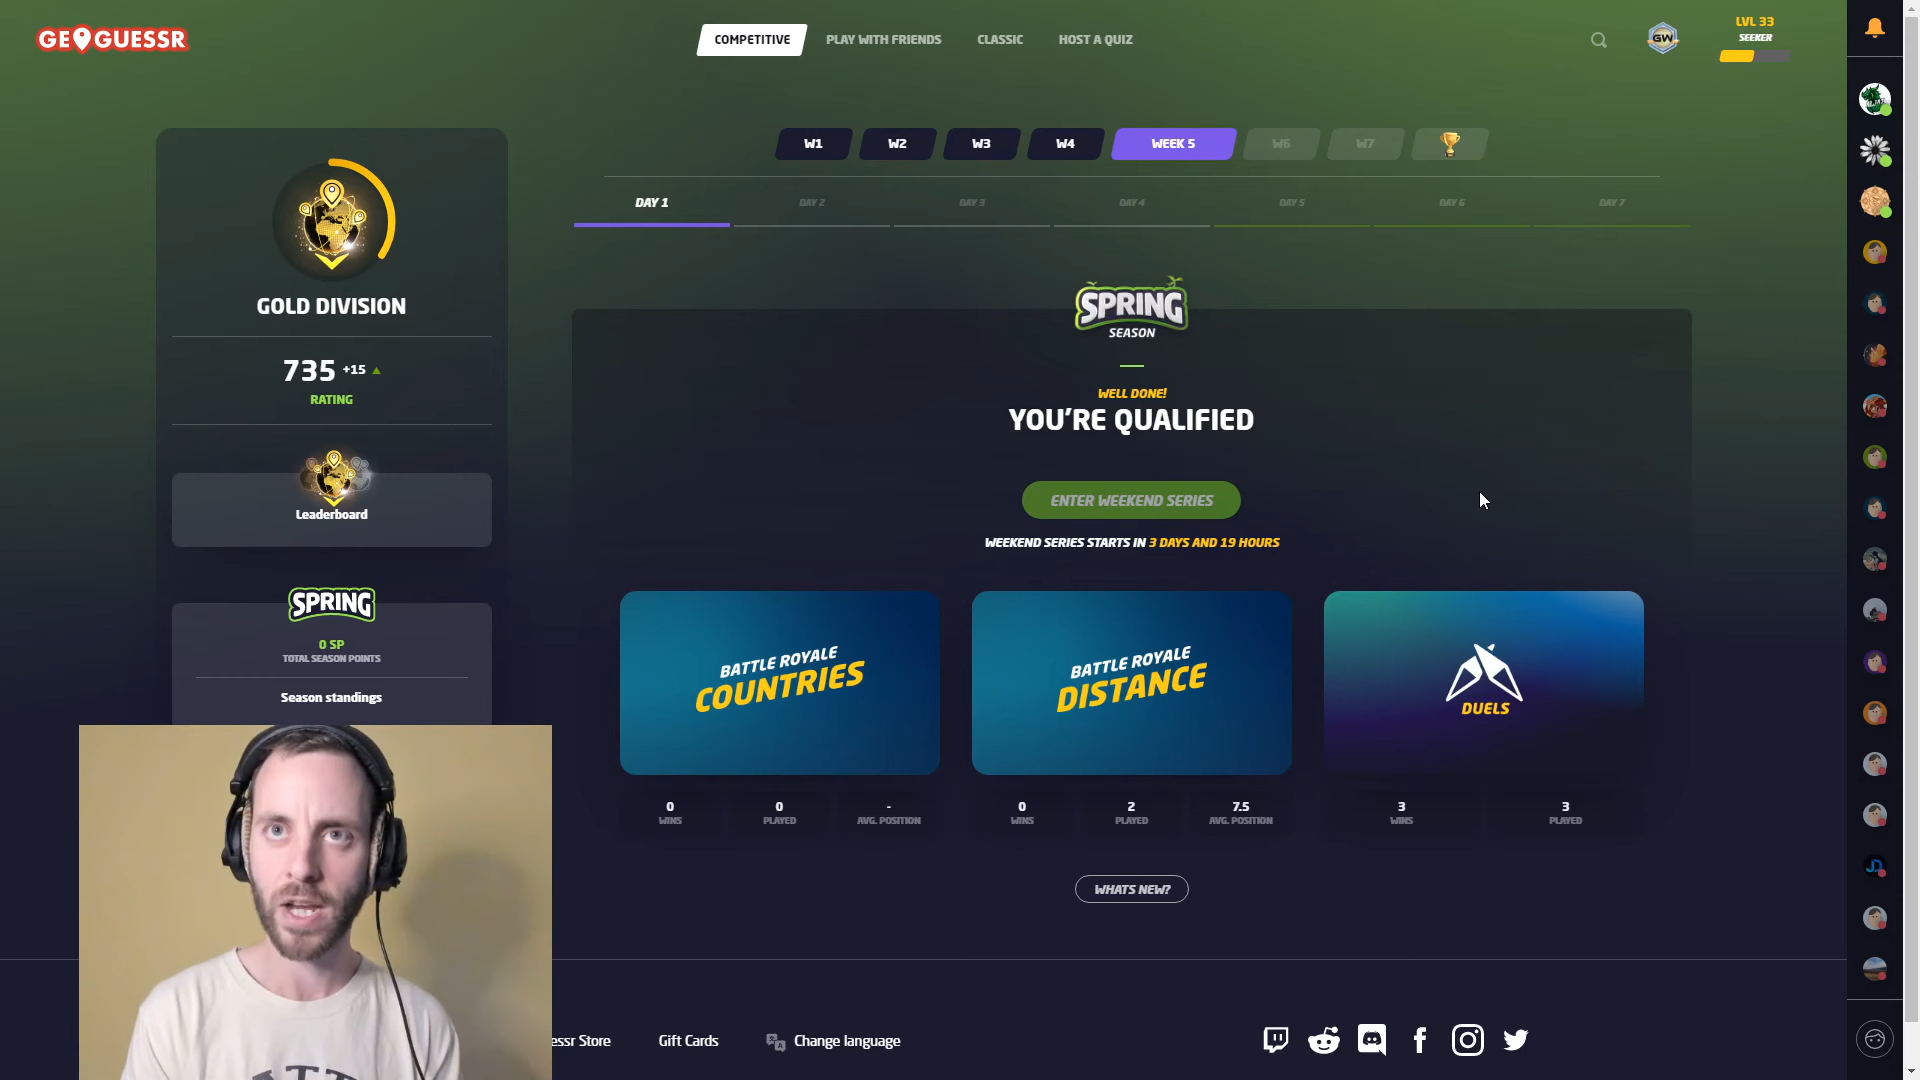 GEOGUESSR
COMPETITIVE
PLAY WITH FRIENDS
CLASSIC
HOST A QUIZ
GW
LVL 33
SEEKER
W1
W2
W3
W4
WEEK 5
W6
W7
DAY 1
DAY 2
DAY 3
DAY 4
DAY 5
DAY 6
DAY 7
GOLD DIVISION
735 +15
RATING
Leaderboard
SPRING
0 SP
TOTAL SEASON POINTS
Season standings
SPRING
SEASON
WELL DONE!
YOU'RE QUALIFIED
ENTER WEEKEND SERIES
WEEKEND SERIES STARTS IN 3 DAYS AND 19 HOURS
BATTLE ROYALE
COUNTRIES
BATTLE ROYALE
DISTANCE
DUELS
0
WINS
0
PLAYED
-
AVG. POSITION
0
WINS
2
PLAYED
7.5
AVG. POSITION
3
WINS
3
PLAYED
WHATS NEW?
essr Store
Gift Cards
Change language